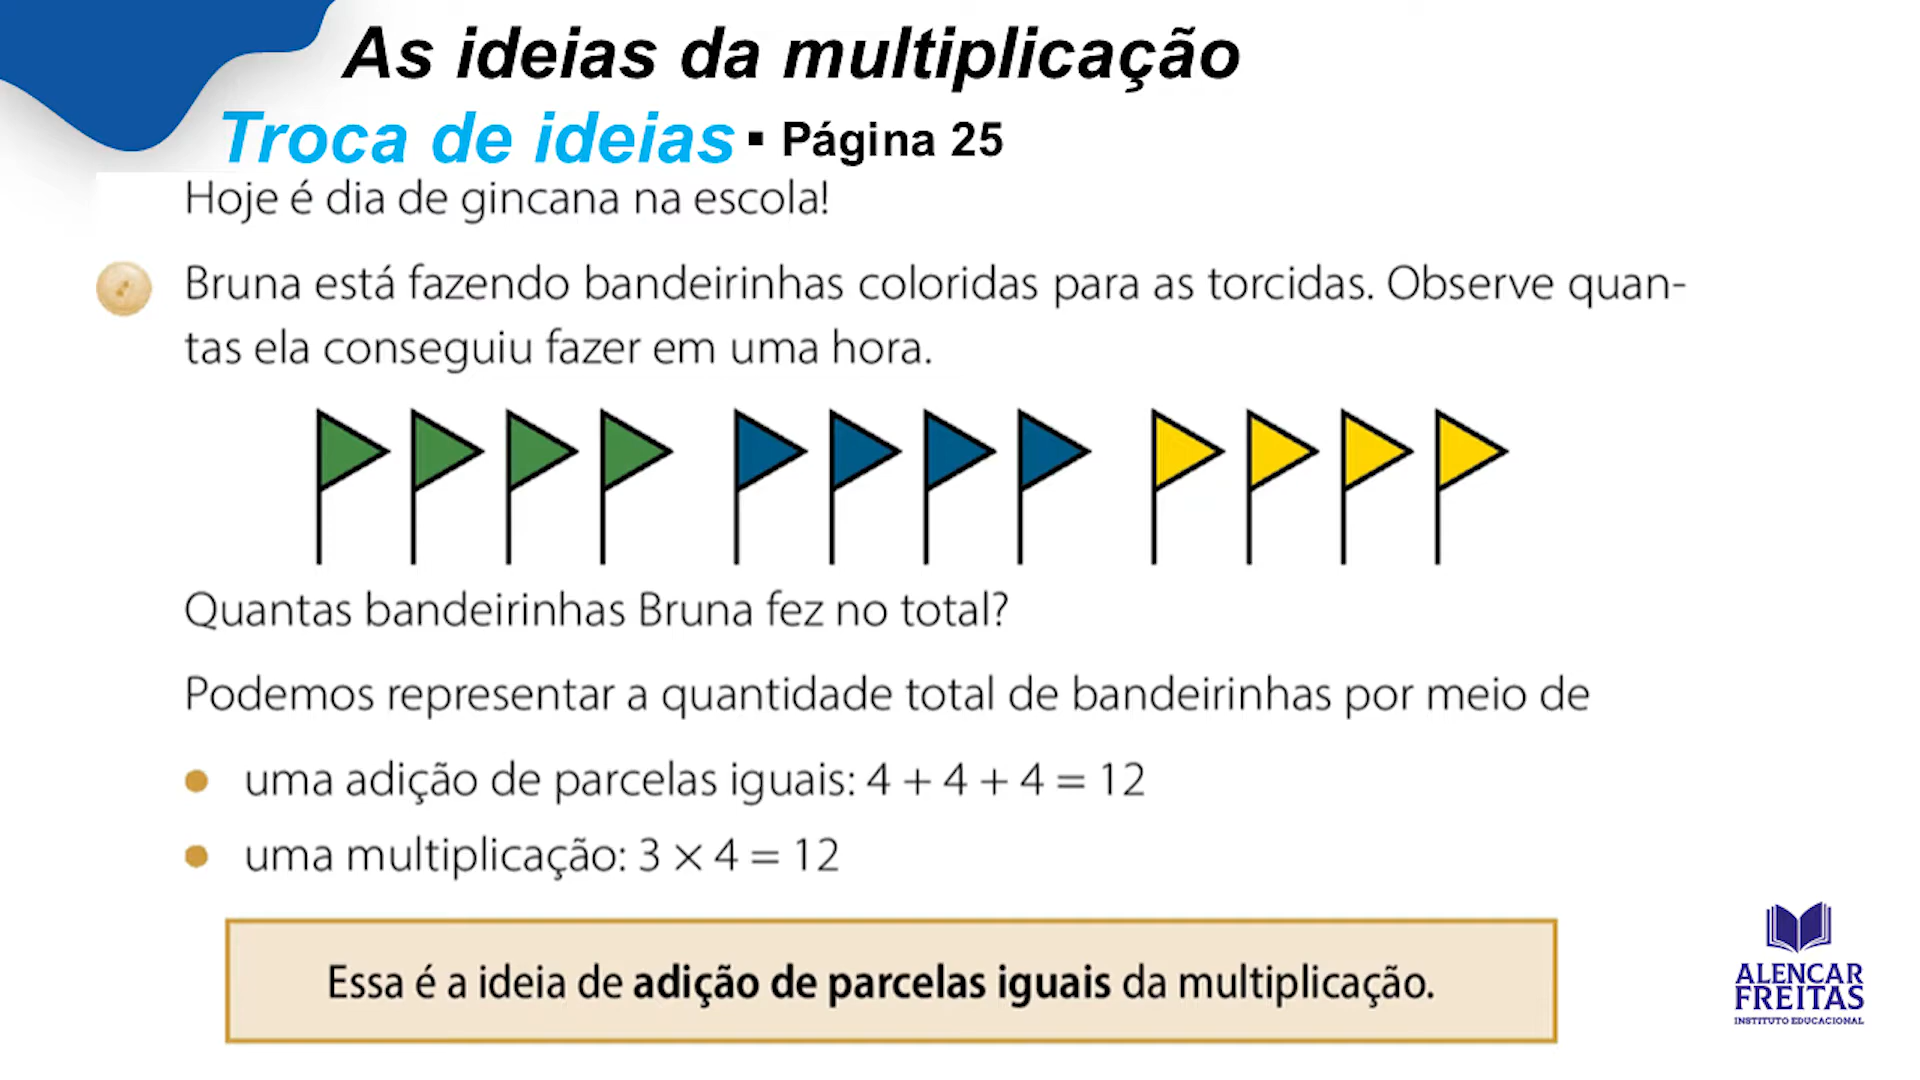 As ideias da multiplicação
Troca de ideias ▪ Página 25
Hoje é dia de gincana na escola!
Bruna está fazendo bandeirinhas coloridas para as torcidas. Observe quan-
tas ela conseguiu fazer em uma hora.
Quantas bandeirinhas Bruna fez no total?
Podemos representar a quantidade total de bandeirinhas por meio de
• uma adição de parcelas iguais: 4 + 4 + 4 = 12
• uma multiplicação: 3 × 4 = 12
Essa é a ideia de adição de parcelas iguais da multiplicação.
ALENCAR
FREITAS
INSTITUTO EDUCACIONAL